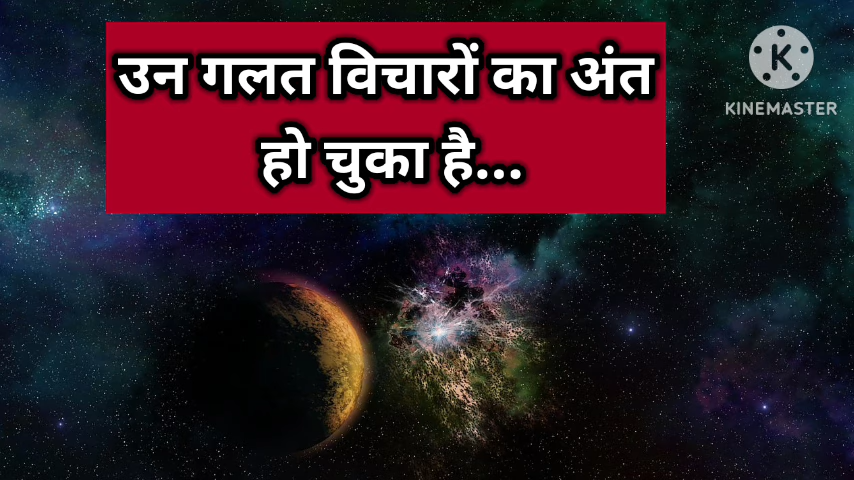 उन गलत विचारों का अंत
हो चुका है...
KINEMASTER